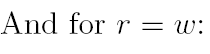 And for r = w: